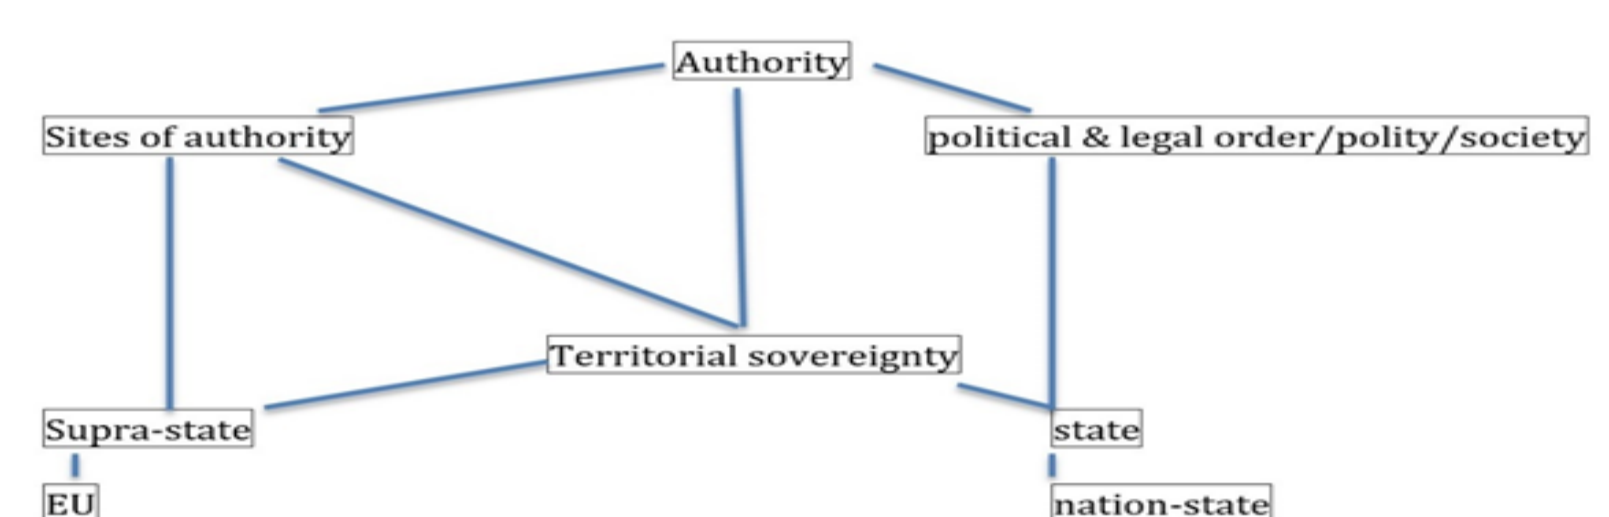 Authority
Sites of authority
political & legal order/polity/society
Territorial sovereignty
Supra-state
state
EU
nation-state